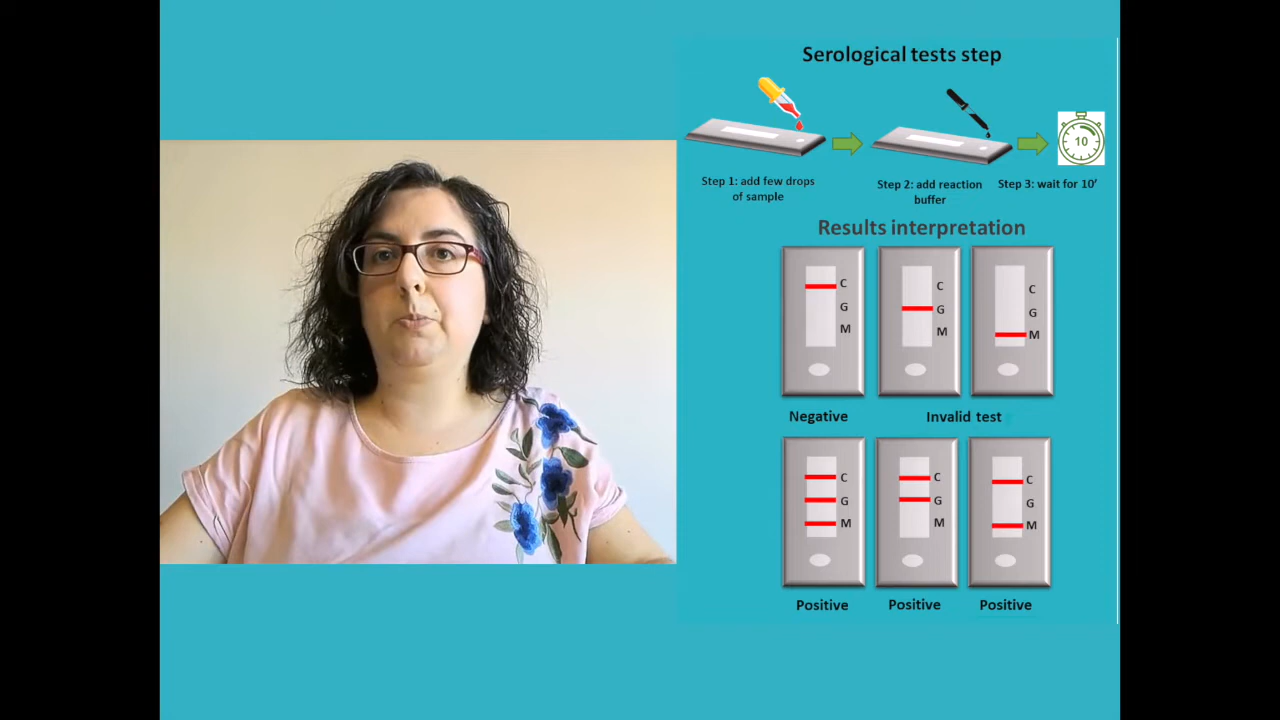 Serological tests step
10
Step 1: add few drops
of sample
Step 2: add reaction
buffer
Step 3: wait for 10'
Results interpretation
C
G
M
C
G
M
C
G
M
Negative
Invalid test
C
G
M
C
G
M
C
G
M
Positive
Positive
Positive